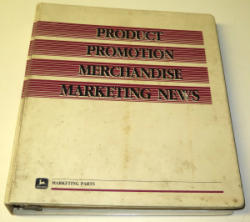 PRODUCT
PROMOTION
MERCHANDISE
MARKETING NEWS
MARKETING PARTS